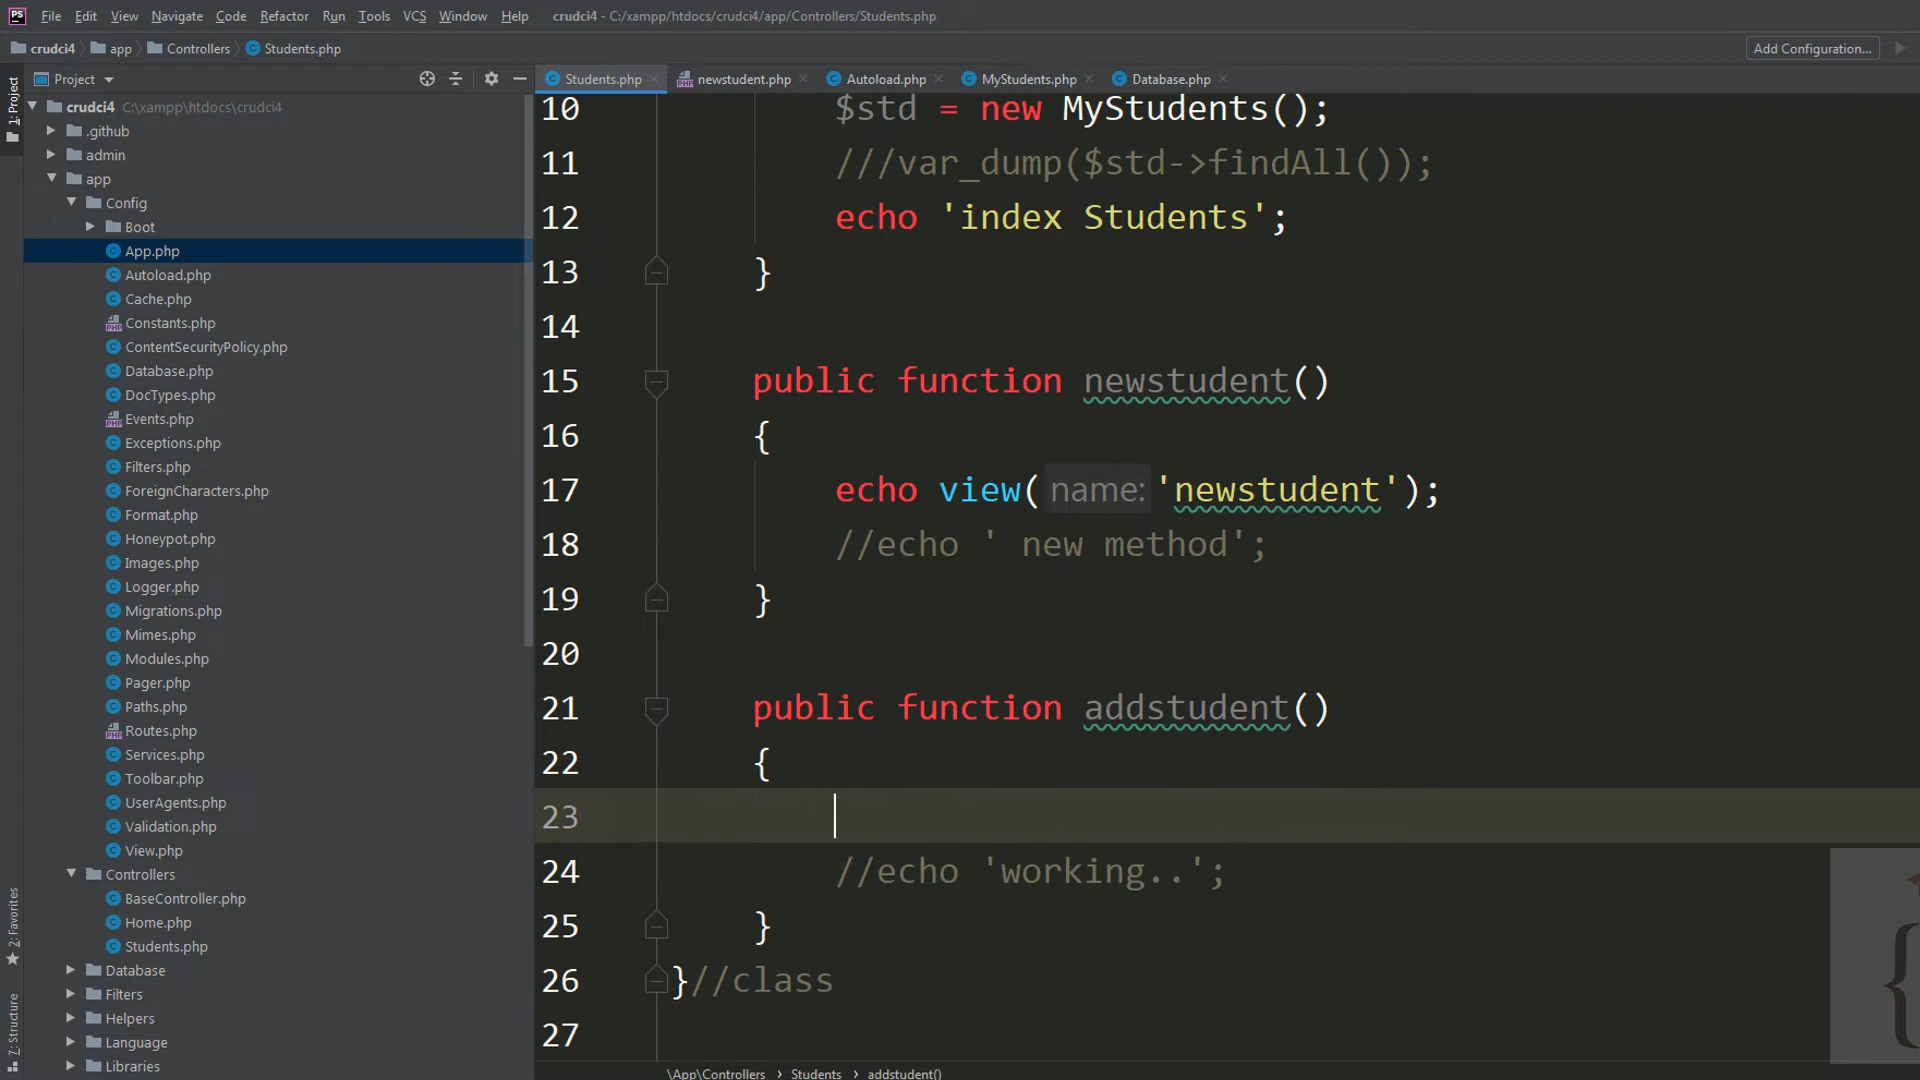 File Edit View Navigate Code Refactor Run Tools VCS Window Help crudci4 - C:/xampp/htdocs/crudci4/app/Controllers/Students.php
crudci4 app Controllers Students.php Add Configuration...
Project
Students.php newstudent.php Autoload.php MyStudents.php Database.php
1: Project
2: Favorites
7: Structure
crudci4 C:\xampp\htdocs\crudci4
.github
admin
app
Config
Boot
App.php
Autoload.php
Cache.php
Constants.php
ContentSecurityPolicy.php
Database.php
DocTypes.php
Events.php
Exceptions.php
Filters.php
ForeignCharacters.php
Format.php
Honeypot.php
Images.php
Logger.php
Migrations.php
Mimes.php
Modules.php
Pager.php
Paths.php
Routes.php
Services.php
Toolbar.php
UserAgents.php
Validation.php
View.php
Controllers
BaseController.php
Home.php
Students.php
Database
Filters
Helpers
Language
Libraries
10 $std = new MyStudents();
11 ///var_dump($std->findAll());
12 echo 'index Students';
13 }
14
15 public function newstudent()
16 {
17 echo view( name: 'newstudent');
18 //echo ' new method';
19 }
20
21 public function addstudent()
22 {
23
24 //echo 'working..';
25 }
26 }//class
27
\App\Controllers > Students > addstudent()